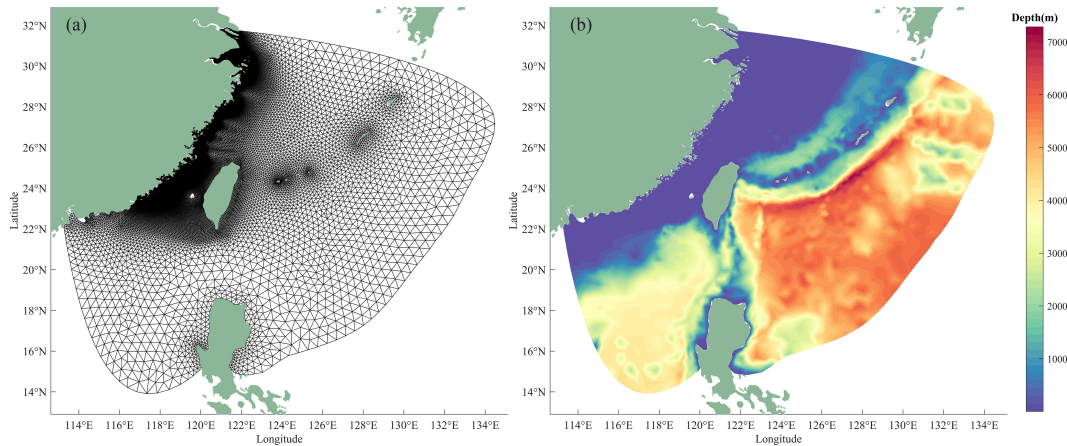 (a)
32°N
30°N
28°N
26°N
24°N
22°N
20°N
18°N
16°N
14°N
Latitude
114°E 116°E 118°E 120°E 122°E 124°E 126°E 128°E 130°E 132°E 134°E
Longitude
(b)
32°N
30°N
28°N
26°N
24°N
22°N
20°N
18°N
16°N
14°N
Latitude
114°E 116°E 118°E 120°E 122°E 124°E 126°E 128°E 130°E 132°E 134°E
Longitude
Depth(m)
7000
6000
5000
4000
3000
2000
1000